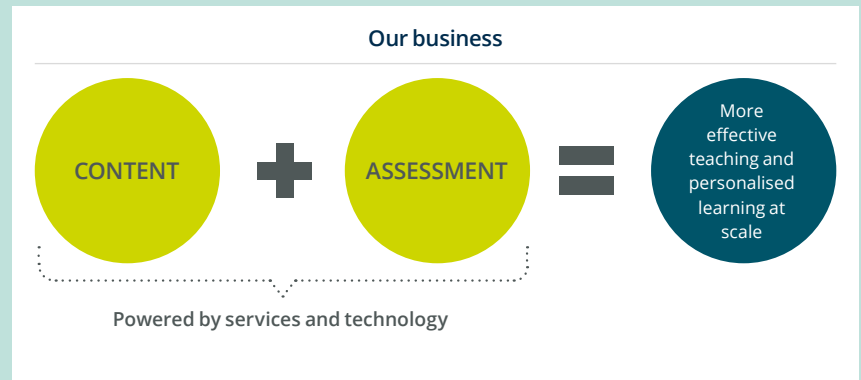 Our business
CONTENT
ASSESSMENT
More
effective
teaching and
personalised
learning at
scale
Powered by services and technology